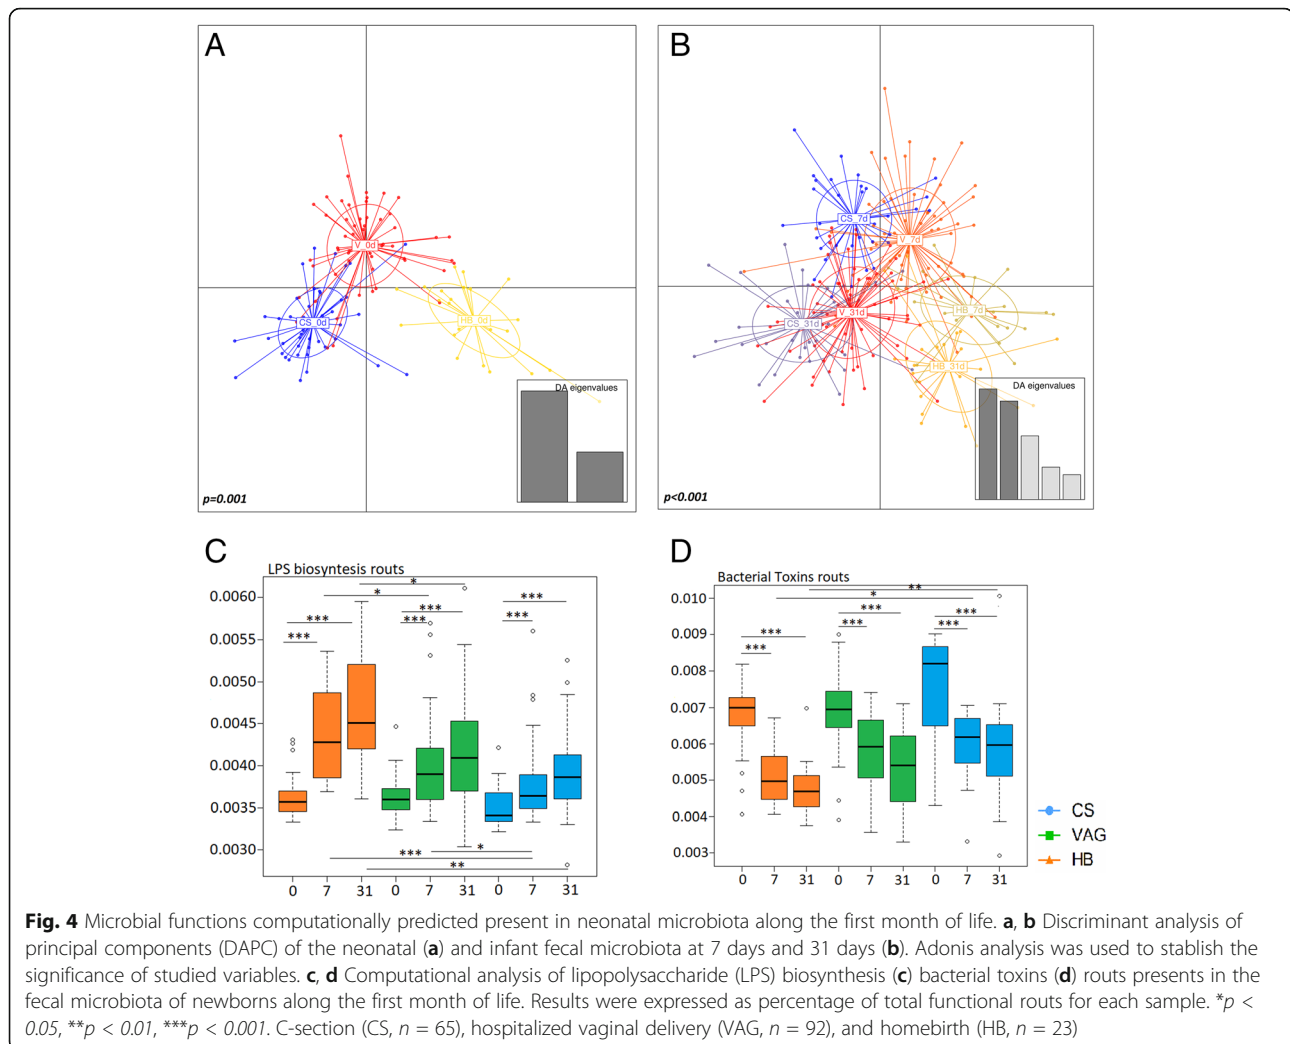 A
V_0d
CS_0d
HB_0d
DA eigenvalues
p=0.001
B
CS_7d
V_7d
V_31d
CS_31d
HB_7d
HB_31d
DA eigenvalues
p<0.001
C
LPS biosyntesis routs
0.0060
0.0055
0.0050
0.0045
0.0040
0.0035
0.0030
*
*
***
***
***
***
***
***
***
*
**
0 7 31 0 7 31 0 7 31
D
Bacterial Toxins routs
0.010
0.009
0.008
0.007
0.006
0.005
0.004
0.003
**
*
***
***
***
***
***
***
0 7 31 0 7 31 0 7 31
CS
VAG
HB
Fig. 4 Microbial functions computationally predicted present in neonatal microbiota along the first month of life. a, b Discriminant analysis of
principal components (DAPC) of the neonatal (a) and infant fecal microbiota at 7 days and 31 days (b). Adonis analysis was used to stablish the
significance of studied variables. c, d Computational analysis of lipopolysaccharide (LPS) biosynthesis (c) bacterial toxins (d) routs presents in the
fecal microbiota of newborns along the first month of life. Results were expressed as percentage of total functional routs for each sample. *p <
0.05, **p < 0.01, ***p < 0.001. C-section (CS, n = 65), hospitalized vaginal delivery (VAG, n = 92), and homebirth (HB, n = 23)